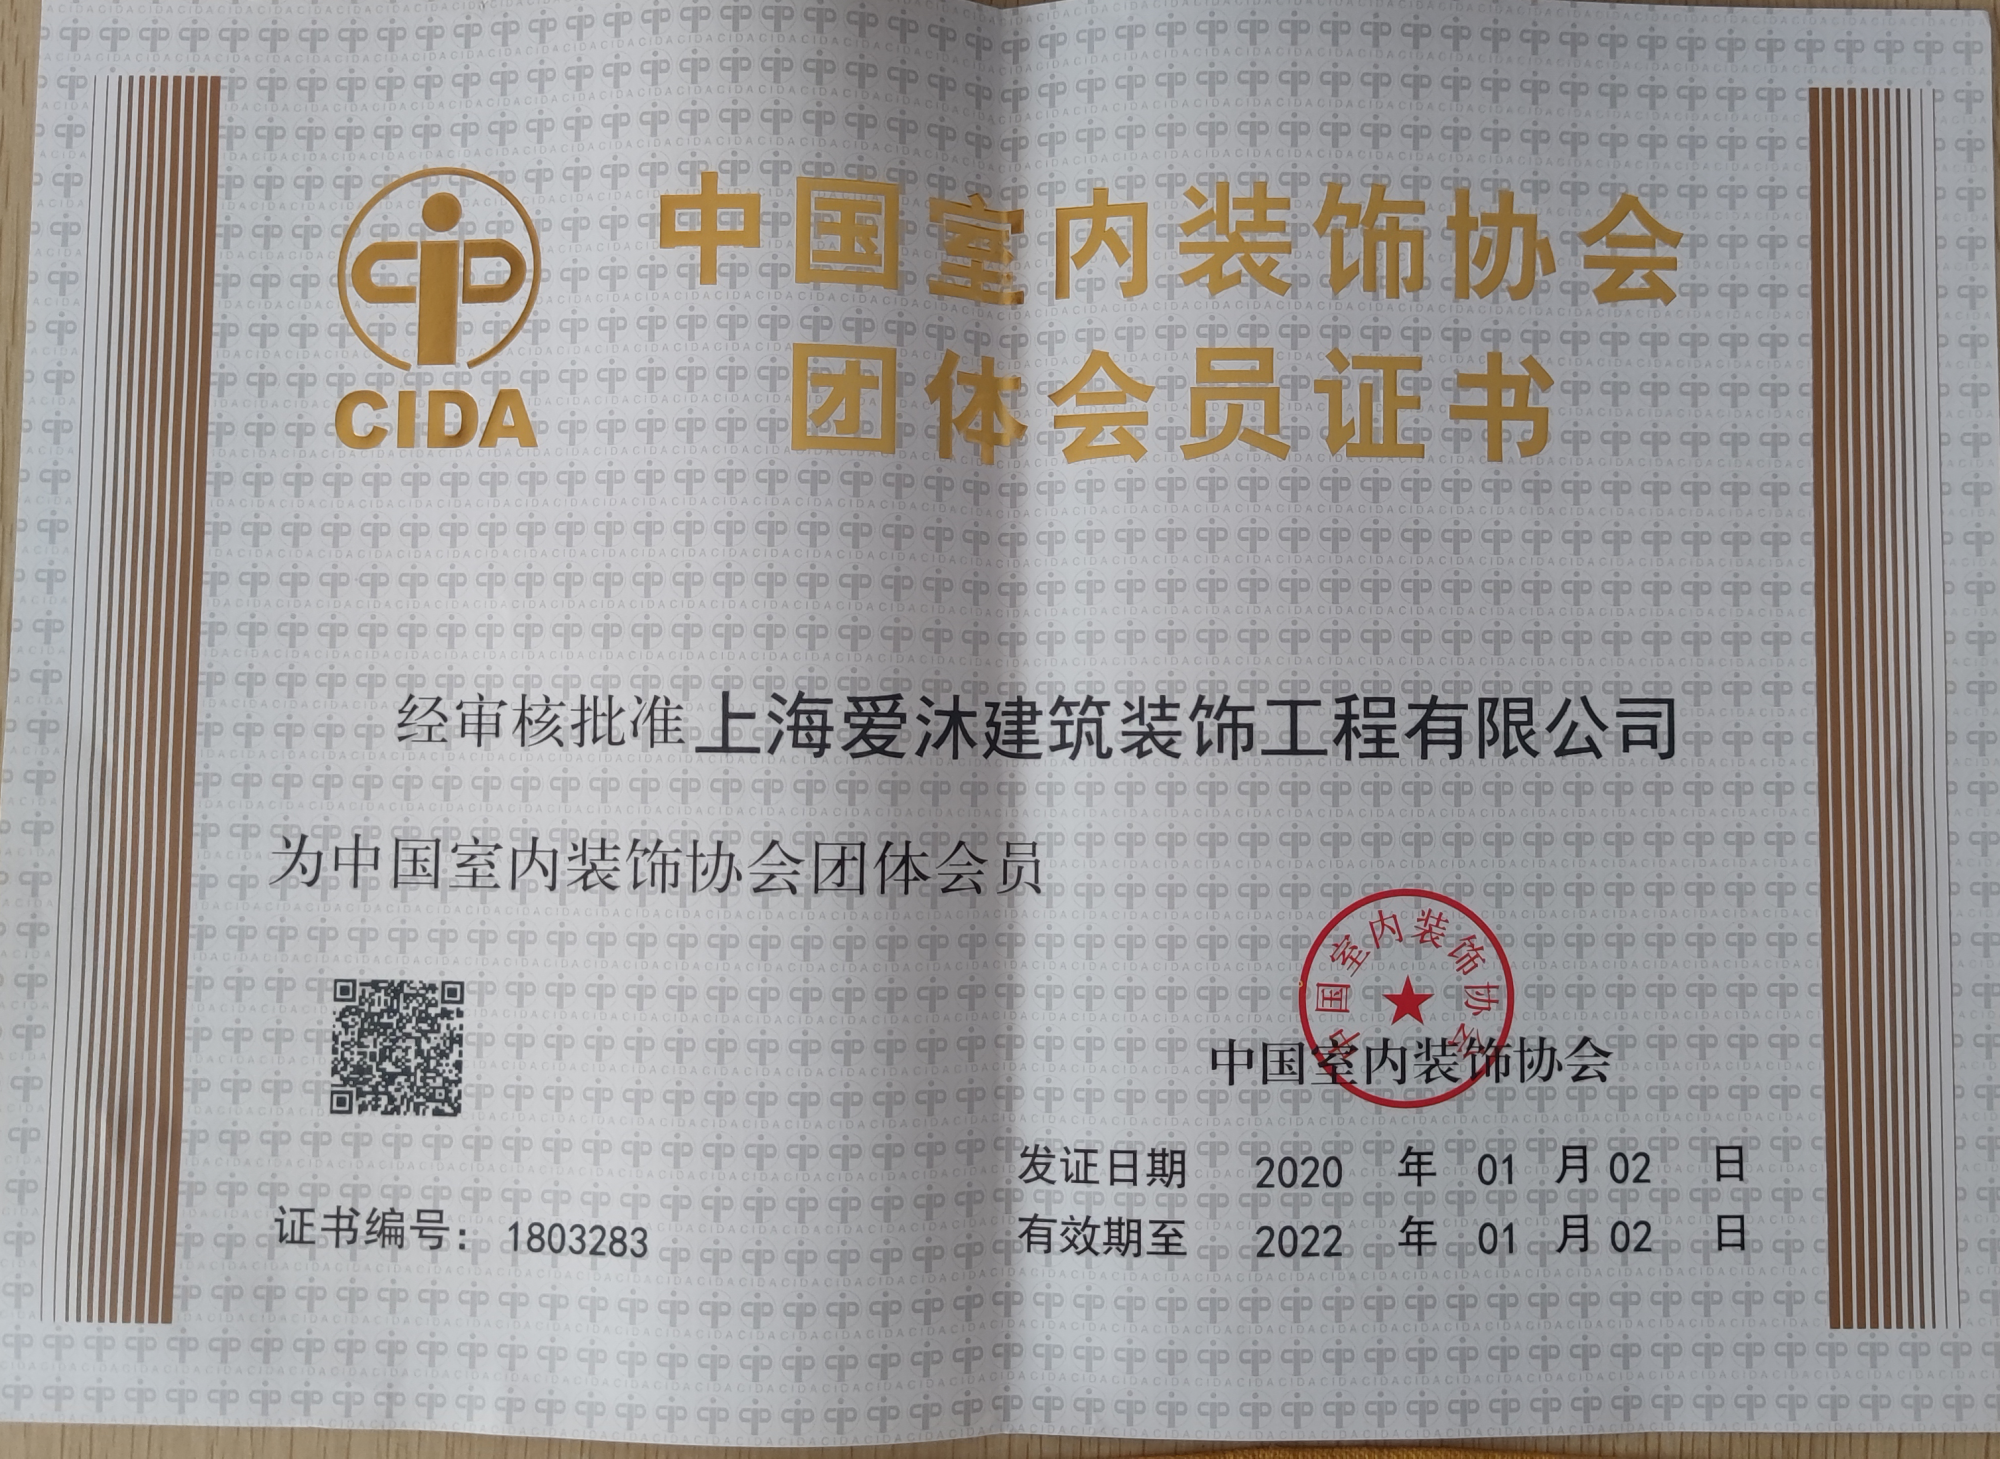 中国室内装饰协会
团体会员证书
CIDA
经审核批准上海爱沐建筑装饰工程有限公司
为中国室内装饰协会团体会员
中国室内装饰协会
中国室内装饰协会
发证日期 2020 年 01 月 02 日
有效期至 2022 年 01 月 02 日
证书编号: 1803283